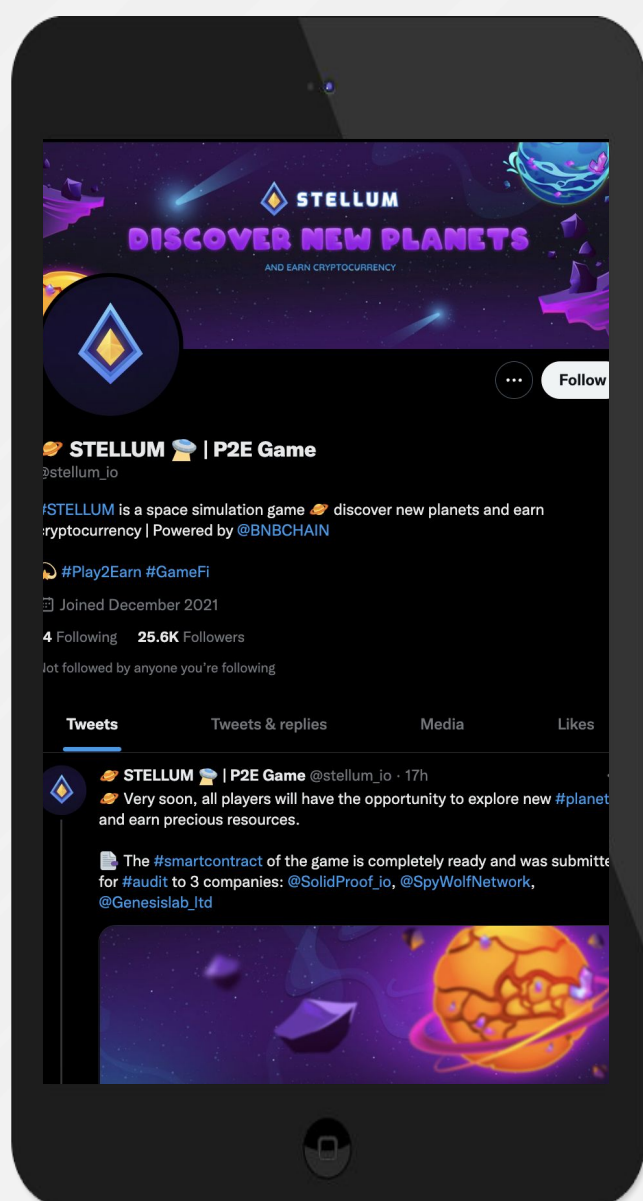 STELLUM
DISCOVER NEW PLANETS
AND EARN CRYPTOCURRENCY
Follow
STELLUM | P2E Game
@stellum_io
#STELLUM is a space simulation game discover new planets and earn
cryptocurrency | Powered by @BNBCHAIN
#Play2Earn #GameFi
Joined December 2021
4 Following 25.6K Followers
Not followed by anyone you're following
Tweets Tweets & replies Media Likes
STELLUM | P2E Game @stellum_io · 17h
Very soon, all players will have the opportunity to explore new #planet
and earn precious resources.
The #smartcontract of the game is completely ready and was submitte
for #audit to 3 companies: @SolidProof_io, @SpyWolfNetwork,
@Genesislab_ltd